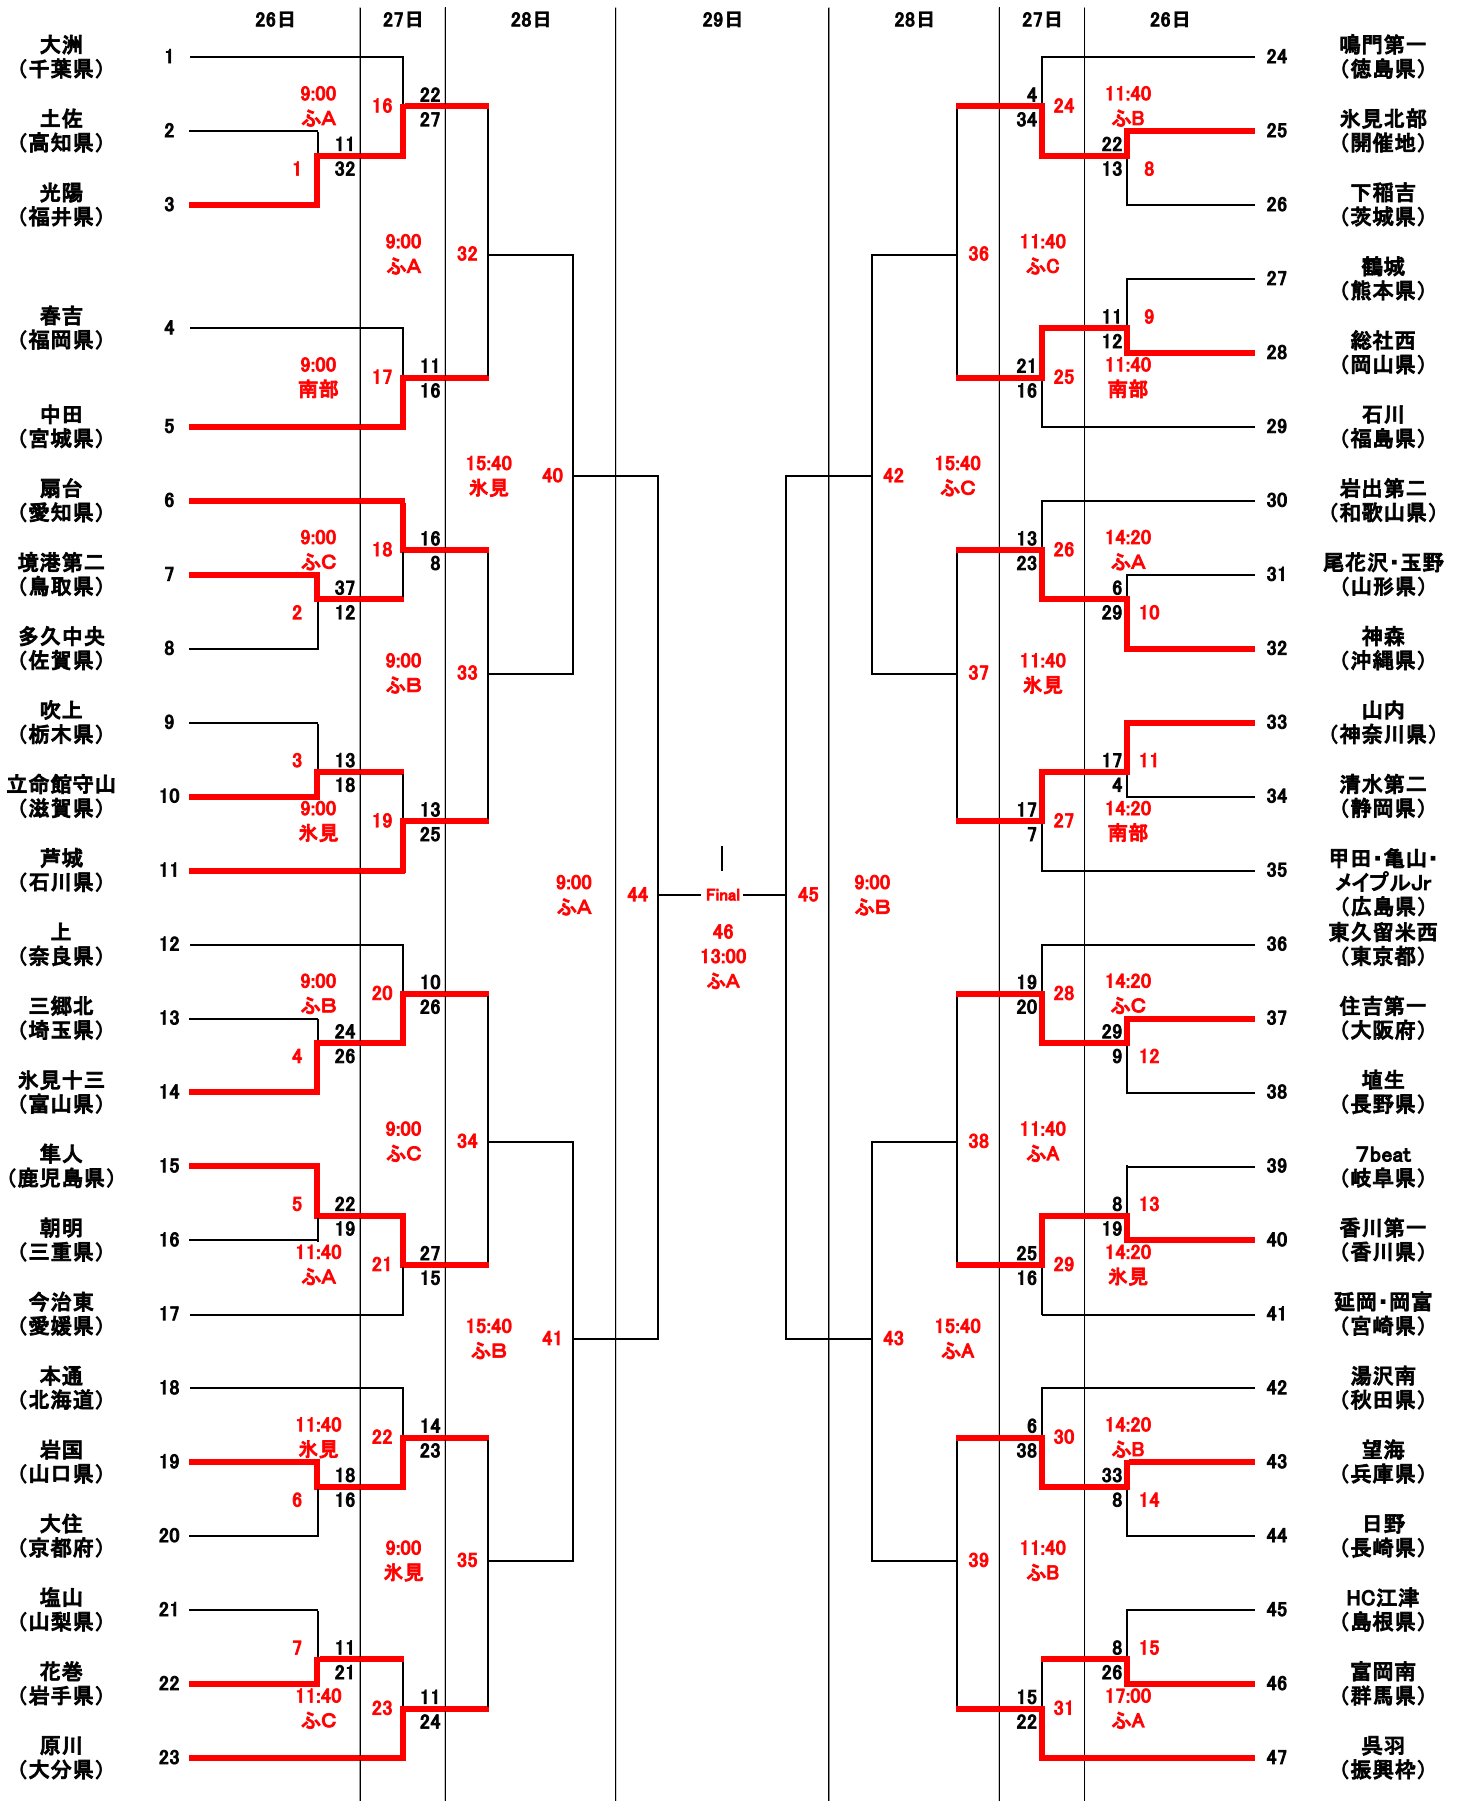 26日 27日 28日 29日 28日 27日 26日
大洲
（千葉県）
1
土佐
（高知県）
2
光陽
（福井県）
3
春吉
（福岡県）
4
中田
（宮城県）
5
扇台
（愛知県）
6
境港第二
（鳥取県）
7
多久中央
（佐賀県）
8
吹上
（栃木県）
9
立命館守山
（滋賀県）
10
芦城
（石川県）
11
上
（奈良県）
12
三郷北
（埼玉県）
13
氷見十三
（富山県）
14
隼人
（鹿児島県）
15
朝明
（三重県）
16
今治東
（愛媛県）
17
本通
（北海道）
18
岩国
（山口県）
19
大住
（京都府）
20
塩山
（山梨県）
21
花巻
（岩手県）
22
原川
（大分県）
23
9:00
ふA
16
22
27
1
11
32
9:00
南部
17
11
16
9:00
ふC
18
16
8
2
37
12
3
13
18
9:00
氷見
19
13
25
9:00
ふB
20
10
26
4
24
26
5
22
19
11:40
ふA
21
27
15
11:40
氷見
22
14
23
6
18
16
7
11
21
11:40
ふC
23
11
24
9:00
ふA
32
9:00
ふB
33
9:00
ふC
34
9:00
氷見
35
15:40
氷見
40
15:40
ふB
41
9:00
ふA
44
Final
46
13:00
ふA
45
9:00
ふB
42
15:40
ふC
43
15:40
ふA
36
11:40
ふC
37
11:40
氷見
38
11:40
ふA
39
11:40
ふB
4
34
24
11:40
ふB
22
13
8
11
12
9
21
16
25
11:40
南部
13
23
26
14:20
ふA
6
29
10
17
4
11
17
7
27
14:20
南部
19
20
28
14:20
ふC
29
9
12
8
19
13
25
16
29
14:20
氷見
6
38
30
14:20
ふB
33
8
14
8
26
15
15
22
31
17:00
ふA
24
鳴門第一
（徳島県）
25
氷見北部
（開催地）
26
下稲吉
（茨城県）
27
鶴城
（熊本県）
28
総社西
（岡山県）
29
石川
（福島県）
30
岩出第二
（和歌山県）
31
尾花沢・玉野
（山形県）
32
神森
（沖縄県）
33
山内
（神奈川県）
34
清水第二
（静岡県）
35
甲田・亀山・
メイプルJr
（広島県）
36
東久留米西
（東京都）
37
住吉第一
（大阪府）
38
埴生
（長野県）
39
7beat
（岐阜県）
40
香川第一
（香川県）
41
延岡・岡富
（宮崎県）
42
湯沢南
（秋田県）
43
望海
（兵庫県）
44
日野
（長崎県）
45
HC江津
（島根県）
46
富岡南
（群馬県）
47
呉羽
（振興枠）